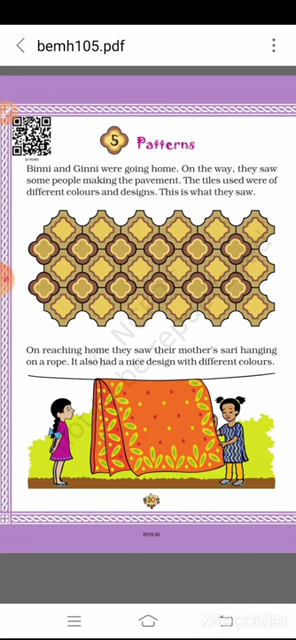 bemh105.pdf
5 Patterns
Binni and Ginni were going home. On the way, they saw
some people making the pavement. The tiles used were of
different colours and designs. This is what they saw.
On reaching home they saw their mother's sari hanging
on a rope. It also had a nice design with different colours.
50
2019-20